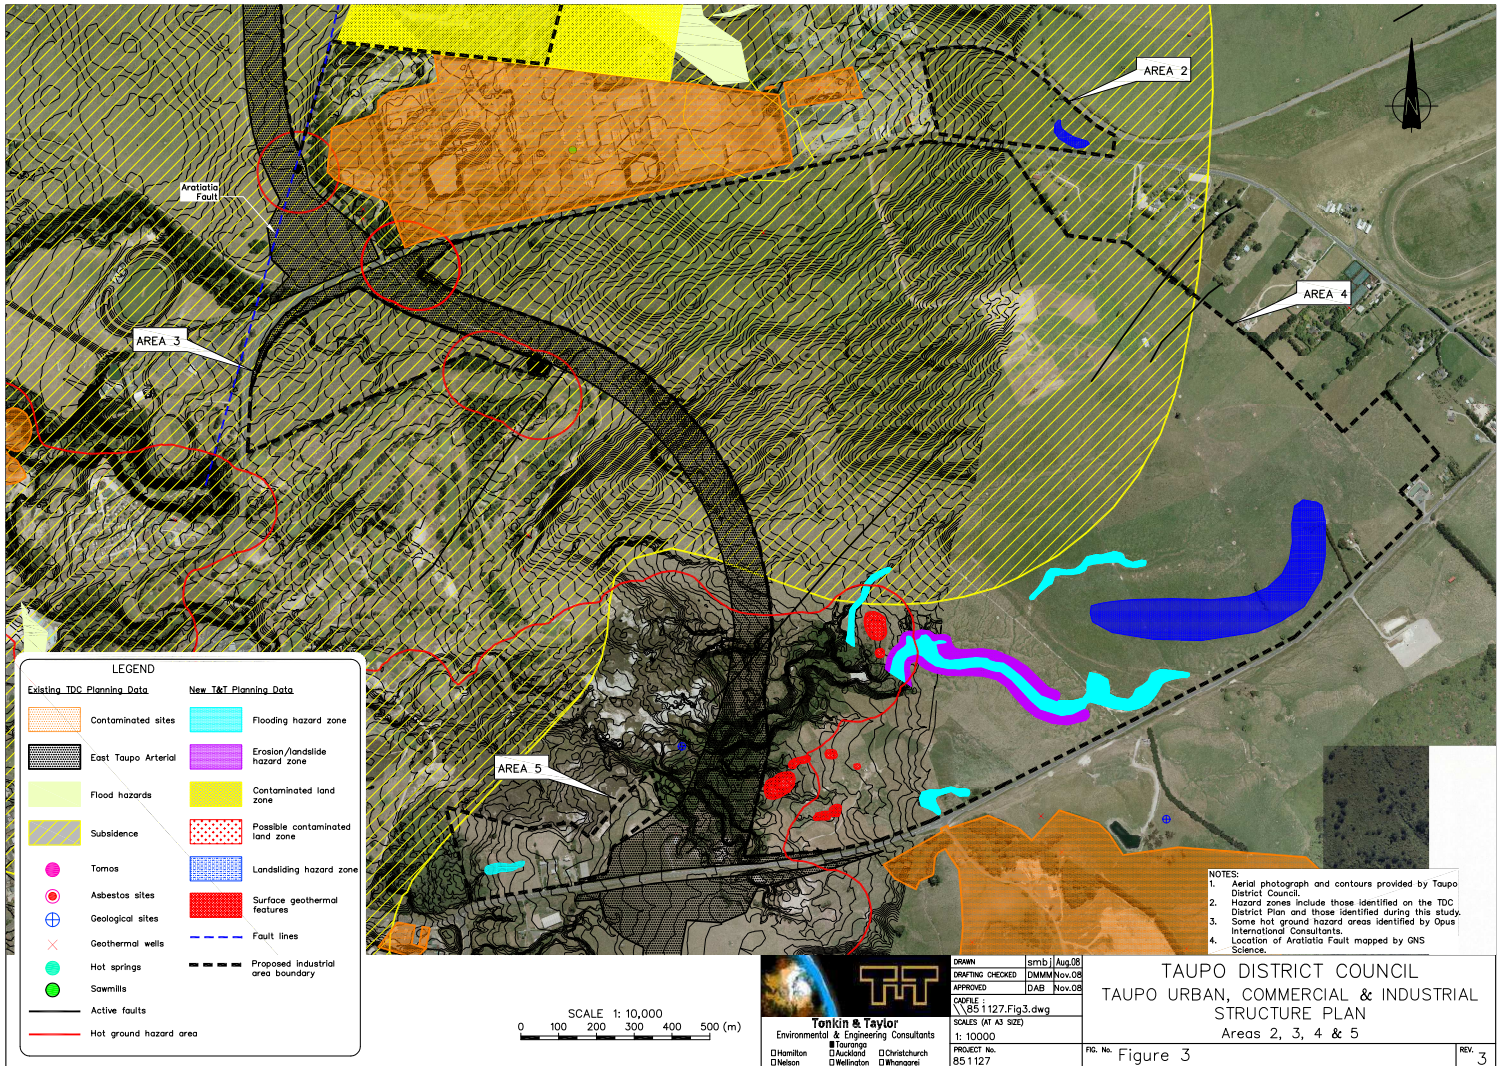 AREA 2
Aratiatia
Fault
AREA 4
AREA 3
AREA 5
N
LEGEND
Existing TDC Planning Data
New T&T Planning Data
Contaminated sites
Flooding hazard zone
East Taupo Arterial
Erosion/landslide
hazard zone
Flood hazards
Contaminated land
zone
Subsidence
Possible contaminated
land zone
Tomos
Landsliding hazard zone
Asbestos sites
Surface geothermal
features
Geological sites
Fault lines
Geothermal wells
Proposed industrial
area boundary
Hot springs
Sawmills
Active faults
Hot ground hazard area
NOTES:
1. Aerial photograph and contours provided by Taupo
District Council.
2. Hazard zones include those identified on the TDC
District Plan and those identified during this study.
3. Some hot ground hazard areas identified by Opus
International Consultants.
4. Location of Aratiatia Fault mapped by GNS
Science.
SCALE 1: 10,000
0 100 200 300 400 500 (m)
T&T
Tonkin & Taylor
Environmental & Engineering Consultants
Tauranga
Hamilton Auckland Christchurch
Nelson Wellington Whangarei
DRAWN smbj Aug.08
DRAFTING CHECKED DMMM Nov.08
APPROVED DAB Nov.08
CADFILE :
\\851127.Fig3.dwg
SCALES (AT A3 SIZE)
1: 10000
PROJECT No.
851127
TAUPO DISTRICT COUNCIL
TAUPO URBAN, COMMERCIAL & INDUSTRIAL
STRUCTURE PLAN
Areas 2, 3, 4 & 5
FIG. No. Figure 3
REV. 3